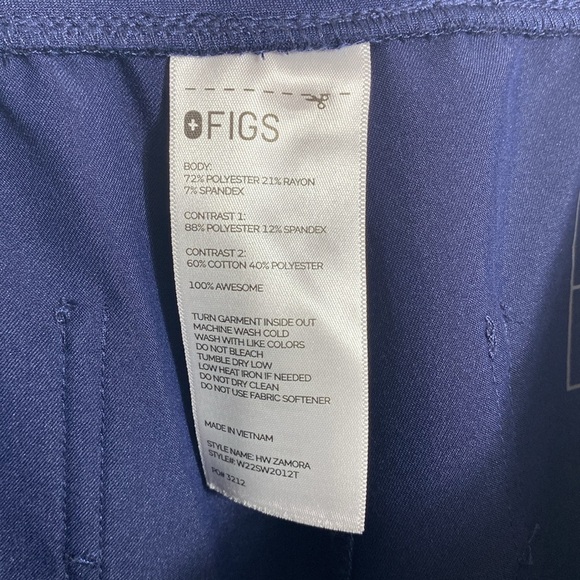 FIGS
BODY:
72% POLYESTER 21% RAYON
7% SPANDEX
CONTRAST 1:
88% POLYESTER 12% SPANDEX
CONTRAST 2:
60% COTTON 40% POLYESTER
100% AWESOME
TURN GARMENT INSIDE OUT
MACHINE WASH COLD
WASH WITH LIKE COLORS
DO NOT BLEACH
TUMBLE DRY LOW
LOW HEAT IRON IF NEEDED
DO NOT DRY CLEAN
DO NOT USE FABRIC SOFTENER
MADE IN VIETNAM
STYLE NAME: HW ZAMORA
STYLE#: W22SW2012T
PO# 3212